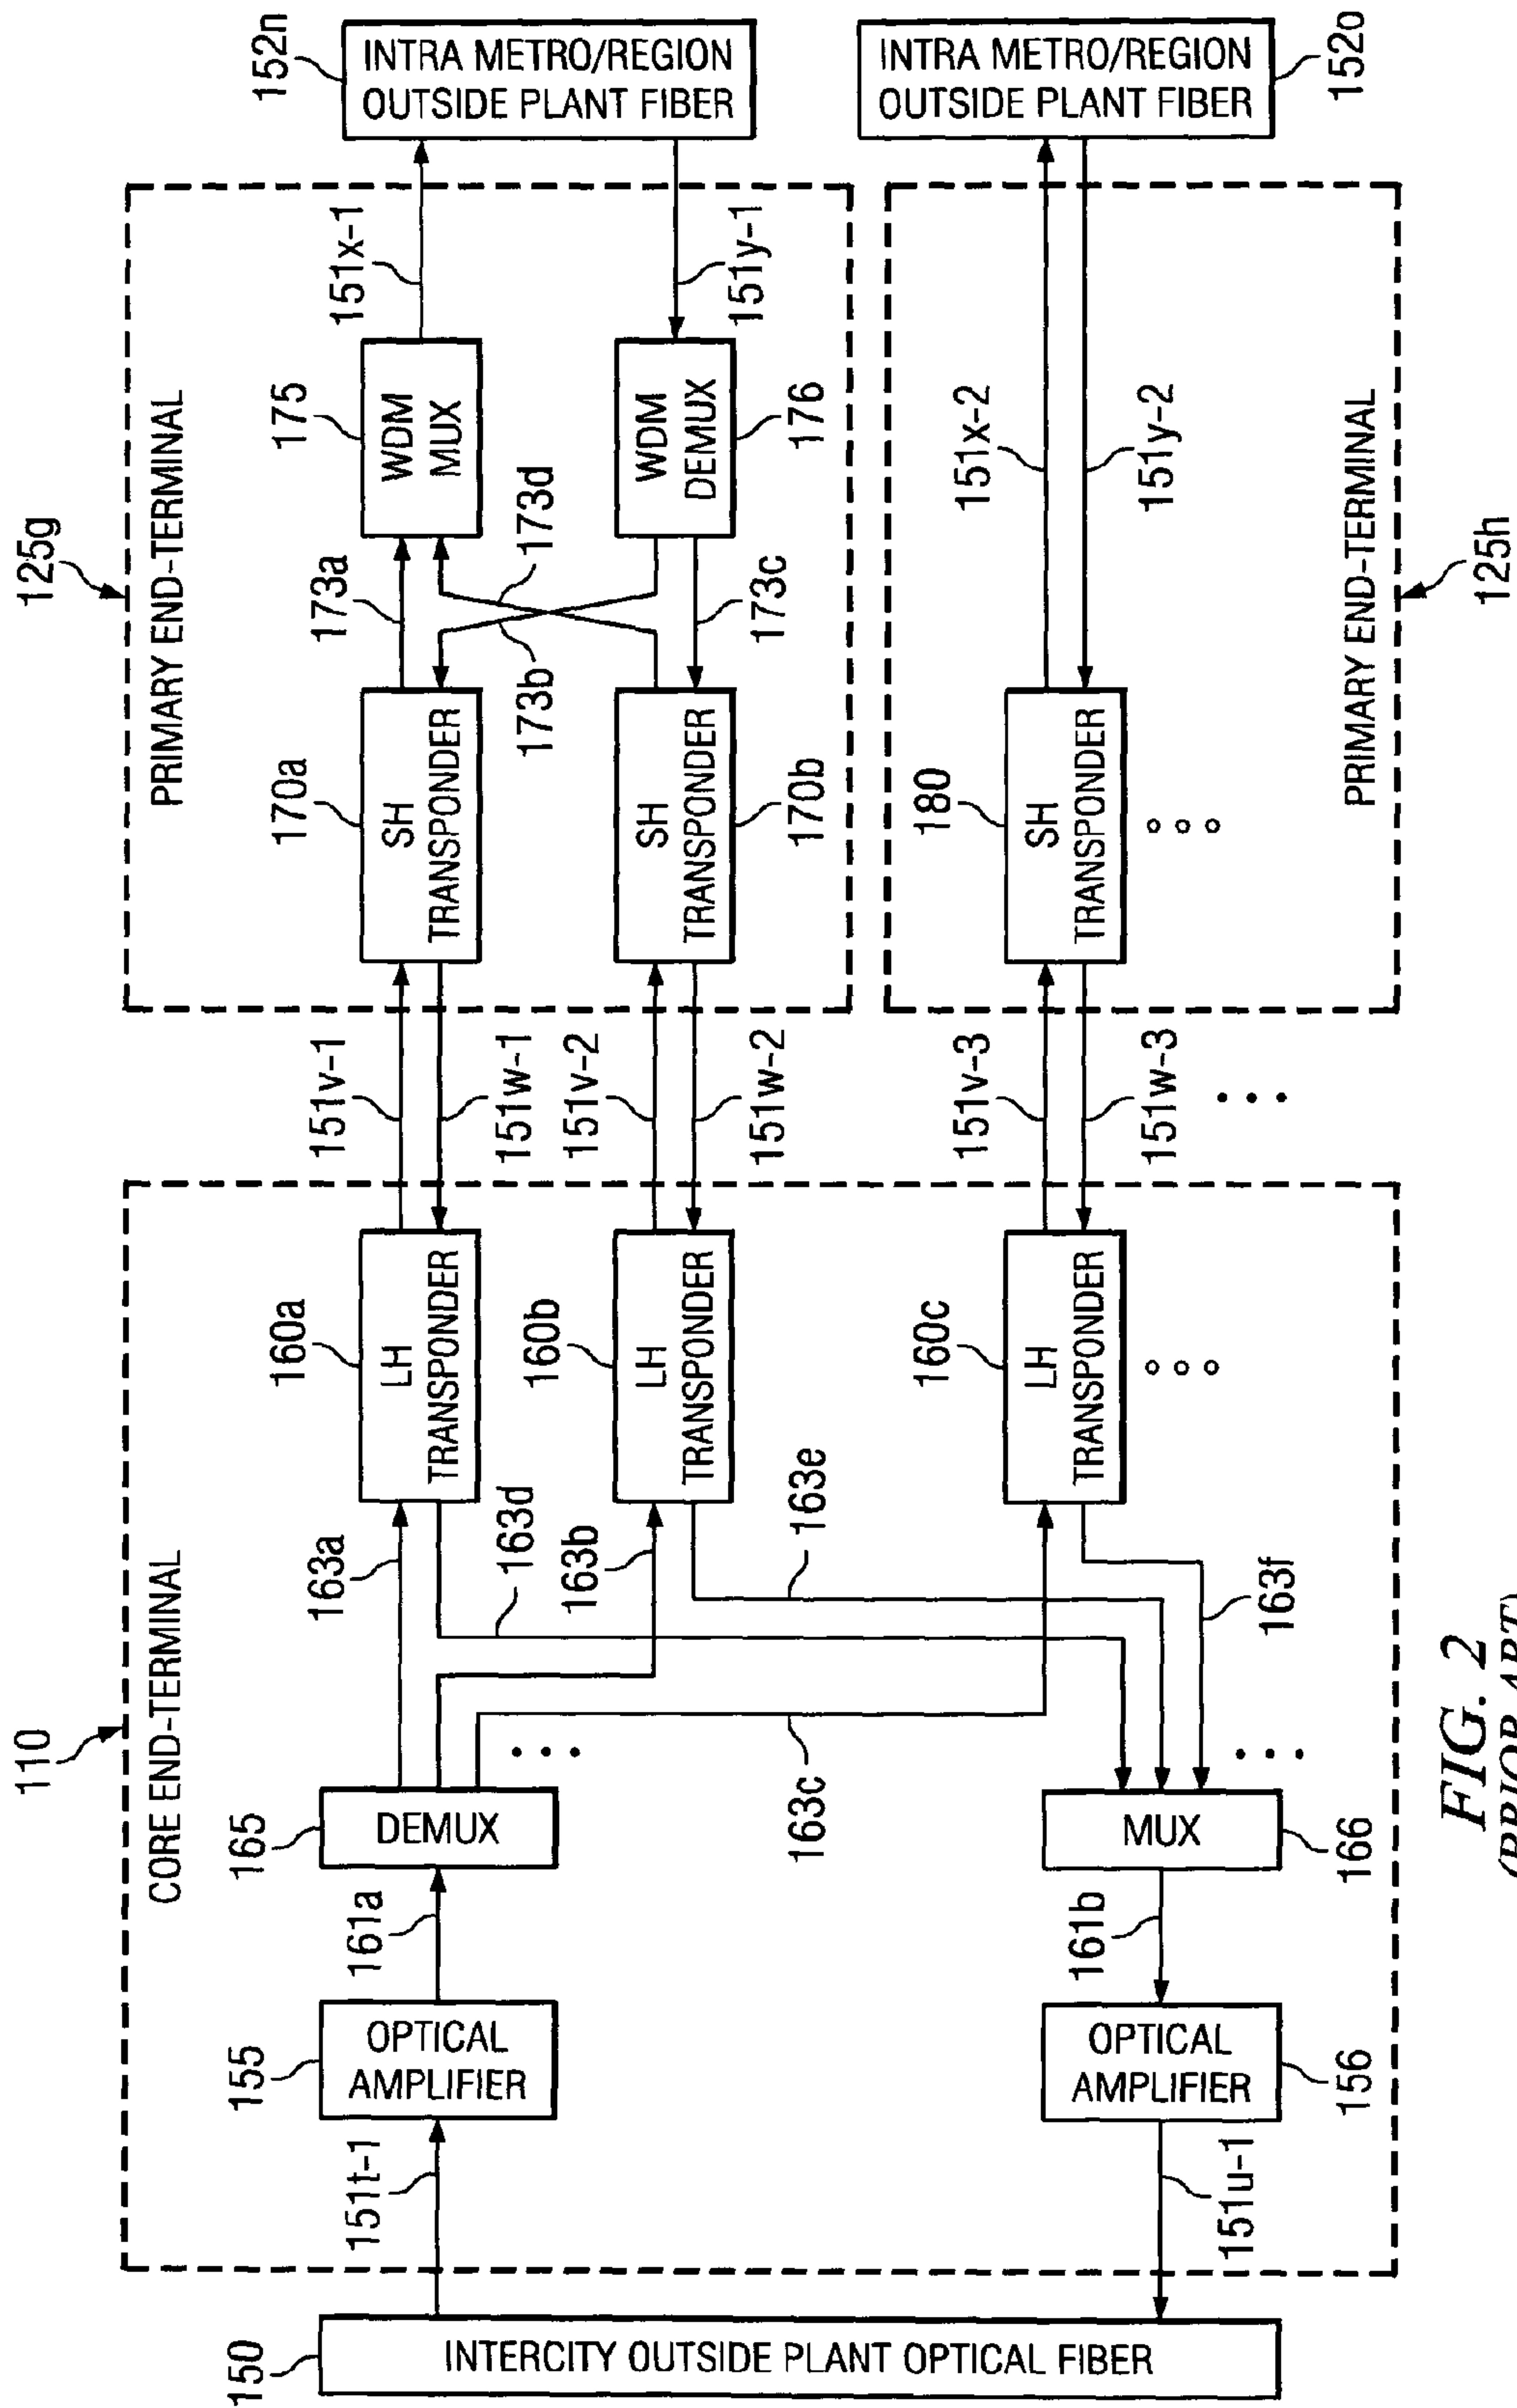 110
CORE END-TERMINAL
150
INTERCITY OUTSIDE PLANT OPTICAL FIBER
151t-1
155
OPTICAL
AMPLIFIER
161a
165
DEMUX
163a
163d
163b
163e
163c
163f
160a
LH
TRANSPONDER
160b
LH
TRANSPONDER
160c
LH
TRANSPONDER
MUX
166
161b
OPTICAL
AMPLIFIER
156
151u-1
151v-1
151w-1
151v-2
151w-2
151v-3
151w-3
125g
PRIMARY END-TERMINAL
170a
SH
TRANSPONDER
SH
TRANSPONDER
170b
173a
173b
173d
173c
175
WDM
MUX
WDM
DEMUX
176
151x-1
151y-1
152n
INTRA METRO/REGION
OUTSIDE PLANT FIBER
180
SH
TRANSPONDER
151x-2
151y-2
PRIMARY END-TERMINAL
125h
INTRA METRO/REGION
OUTSIDE PLANT FIBER
152o
FIG. 2
(PRIOR ART)